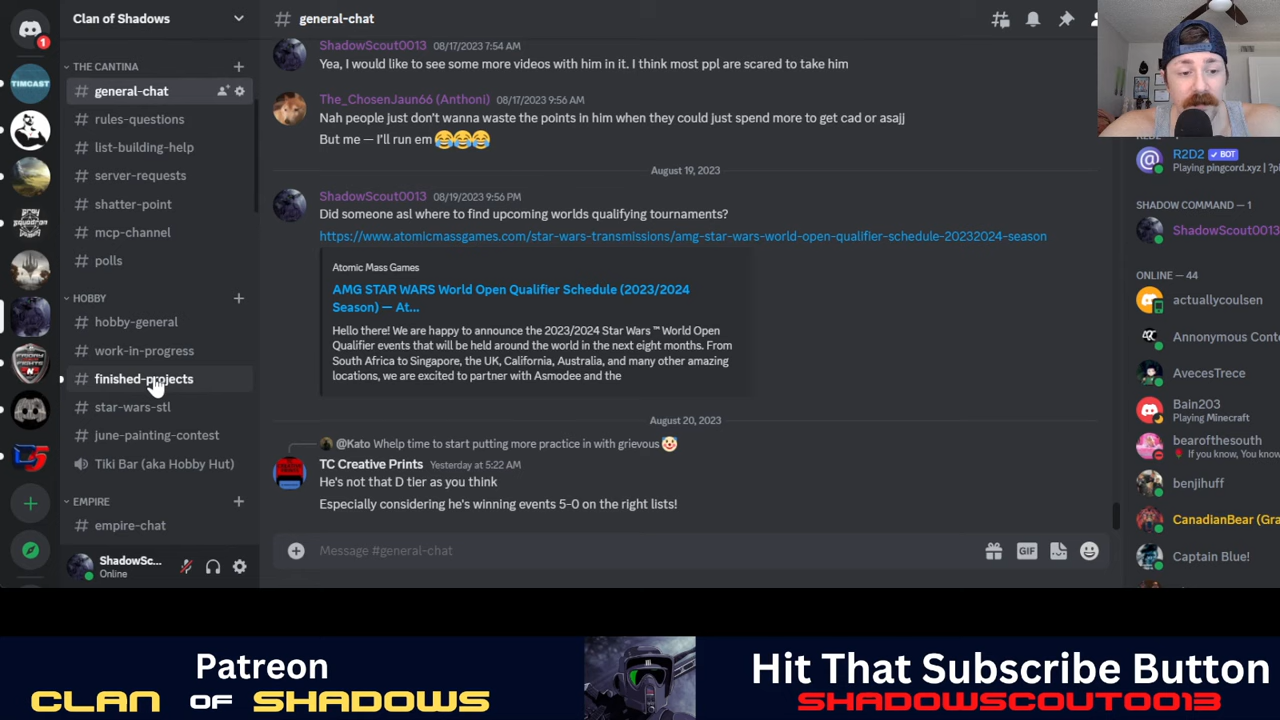 Clan of Shadows
THE CANTINA
general-chat
rules-questions
list-building-help
server-requests
shatter-point
mcp-channel
polls
HOBBY
hobby-general
work-in-progress
finished-projects
star-wars-stl
june-painting-contest
Tiki Bar (aka Hobby Hut)
EMPIRE
empire-chat
ShadowSc...
Online
1
TIMCAST
general-chat
ShadowScout0013 08/17/2023 7:54 AM
Yea, I would like to see some more videos with him in it. I think most ppl are scared to take him
The_ChosenJaun66 (Anthoni) 08/17/2023 9:56 AM
Nah people just don't wanna waste the points in him when they could just spend more to get cad or asajj
But me — I'll run em 😂😂😂
August 19, 2023
ShadowScout0013 08/19/2023 9:56 PM
Did someone asl where to find upcoming worlds qualifying tournaments?
https://www.atomicmassgames.com/star-wars-transmissions/amg-star-wars-world-open-qualifier-schedule-20232024-season
Atomic Mass Games
AMG STAR WARS World Open Qualifier Schedule (2023/2024
Season) — At...
Hello there! We are happy to announce the 2023/2024 Star Wars ™ World Open
Qualifier events that will be held around the world in the next eight months. From
South Africa to Singapore, the UK, California, Australia, and many other amazing
locations, we are excited to partner with Asmodee and the
August 20, 2023
@Kato Whelp time to start putting more practice in with grievous 🤡
TC Creative Prints Yesterday at 5:22 AM
He's not that D tier as you think
Especially considering he's winning events 5-0 on the right lists!
Message #general-chat
GIF
R2D2 ✓ BOT
Playing pingcord.xyz | ?
SHADOW COMMAND — 1
ShadowScout0013
ONLINE — 44
actuallycoulsen
Annonymous Cont
AvecesTrece
Bain203
Playing Minecraft
bearofthesouth
If you know, You know
benjihuff
CanadianBear (Gra
Captain Blue!
Patreon
CLAN OF SHADOWS
Hit That Subscribe Button
SHADOWSCOUT0013